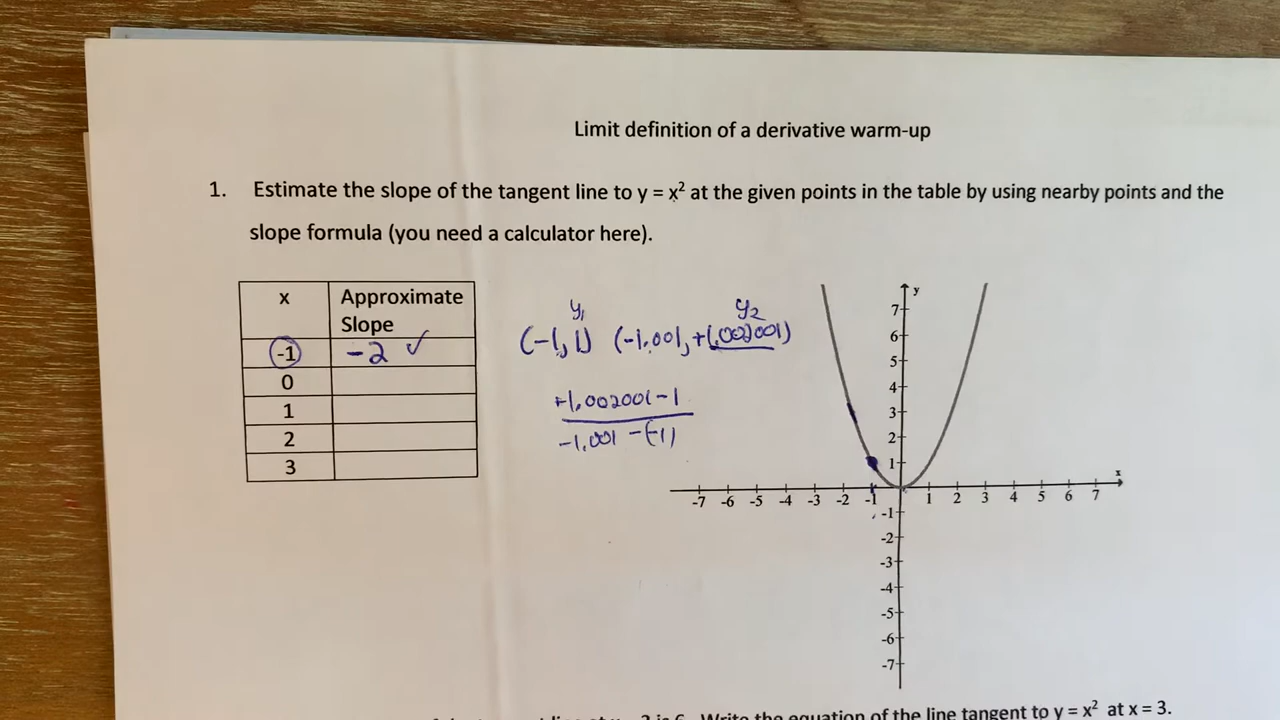 Limit definition of a derivative warm-up
1. Estimate the slope of the tangent line to y = x² at the given points in the table by using nearby points and the
slope formula (you need a calculator here).
x Approximate Slope
-1 -2 ✓
0
1
2
3
y₁ y₂
(-1, 1) (-1.001, +1.002001)
+1.002001 - 1
-1.001 - (-1)
y
7
6
5
4
3
2
1
x
-7 -6 -5 -4 -3 -2 -1 1 2 3 4 5 6 7
-1
-2
-3
-4
-5
-6
-7
Write the equation of the line tangent to y = x² at x = 3.